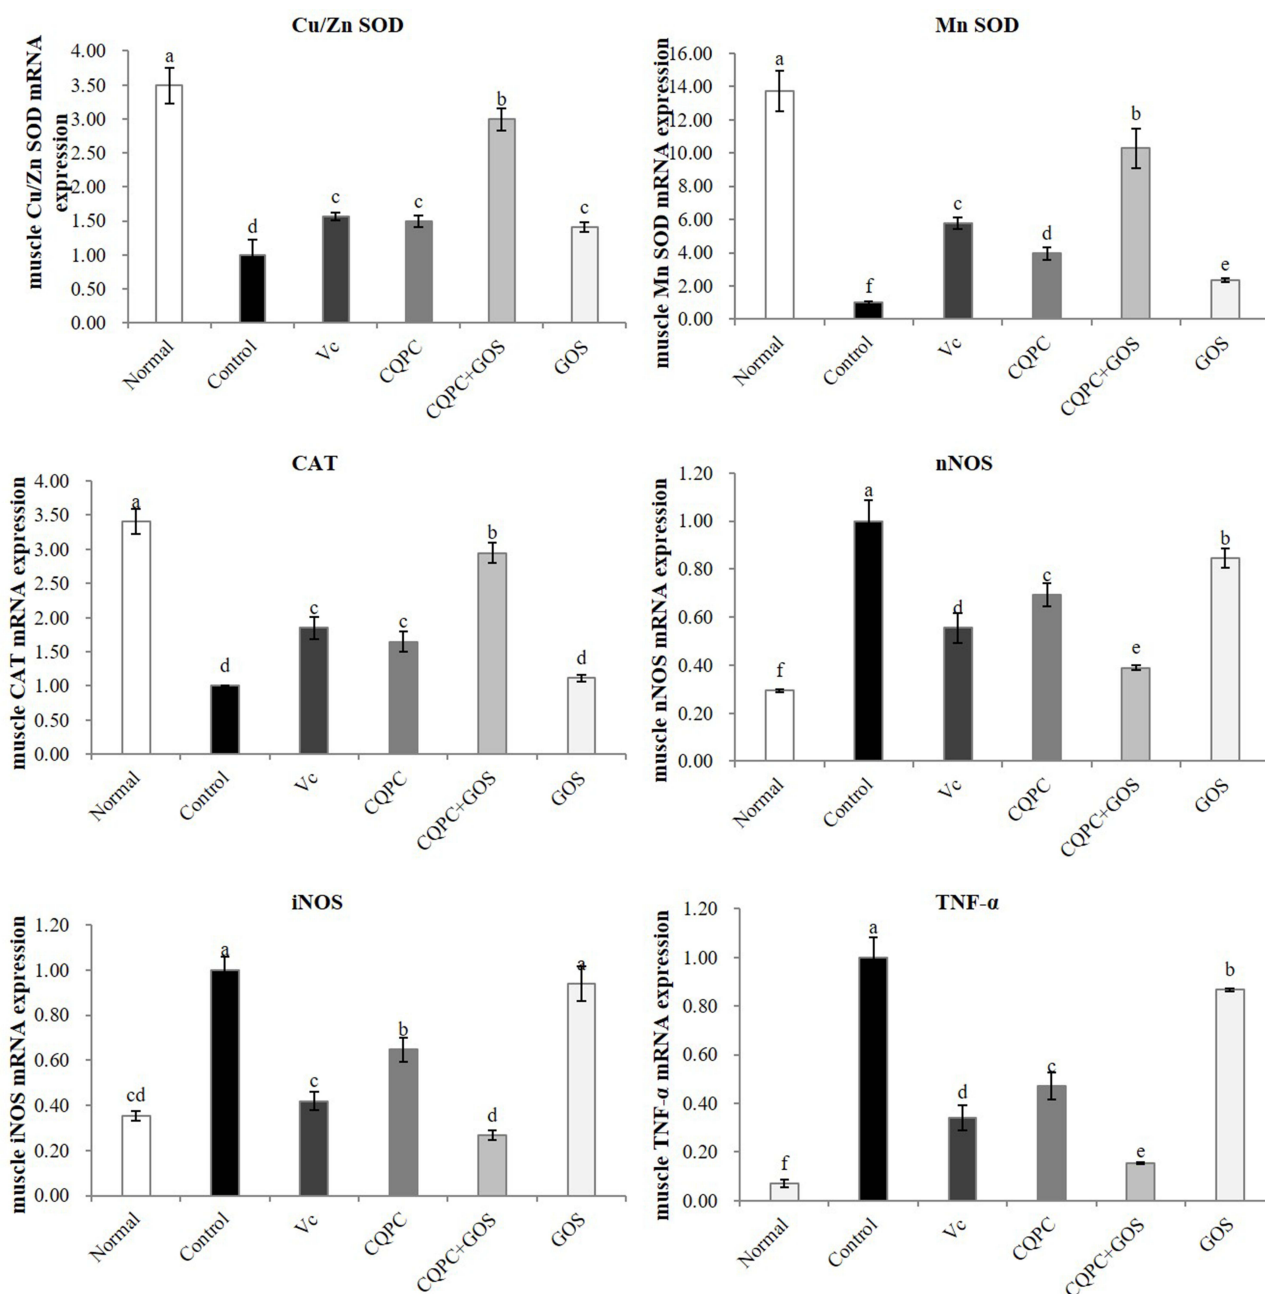 Cu/Zn SOD
muscle Cu/Zn SOD mRNA
expression
4.00
3.50
3.00
2.50
2.00
1.50
1.00
0.50
0.00
a
d
c
c
b
c
Normal
Control
Vc
CQPC
CQPC+GOS
GOS
Mn SOD
muscle Mn SOD mRNA expression
16.00
14.00
12.00
10.00
8.00
6.00
4.00
2.00
0.00
a
f
c
d
b
e
Normal
Control
Vc
CQPC
CQPC+GOS
GOS
CAT
muscle CAT mRNA expression
4.00
3.50
3.00
2.50
2.00
1.50
1.00
0.50
0.00
a
d
c
c
b
d
Normal
Control
Vc
CQPC
CQPC+GOS
GOS
nNOS
muscle nNOS mRNA expression
1.20
1.00
0.80
0.60
0.40
0.20
0.00
f
a
d
c
e
b
Normal
Control
Vc
CQPC
CQPC+GOS
GOS
iNOS
muscle iNOS mRNA expression
1.20
1.00
0.80
0.60
0.40
0.20
0.00
cd
a
c
b
d
a
Normal
Control
Vc
CQPC
CQPC+GOS
GOS
TNF-α
muscle TNF-α mRNA expression
1.20
1.00
0.80
0.60
0.40
0.20
0.00
f
a
d
c
e
b
Normal
Control
Vc
CQPC
CQPC+GOS
GOS